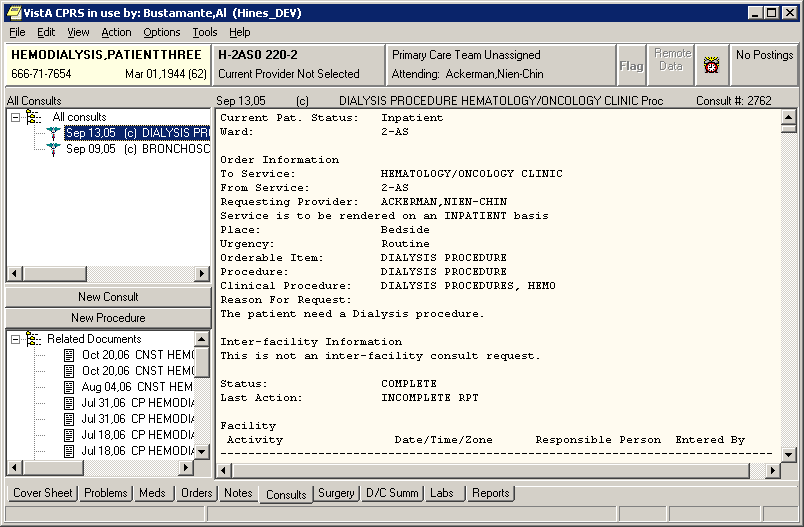 VistA CPRS in use by: Bustamante,Al (Hines_DEV)
File Edit View Action Options Tools Help
HEMODIALYSIS,PATIENTTHREE
666-71-7654 Mar 01,1944 (62)
H-2AS0 220-2
Current Provider Not Selected
Primary Care Team Unassigned
Attending: Ackerman,Nien-Chin
Flag
Remote
Data
No Postings
All Consults
Sep 13,05 (c) DIALYSIS PROCEDURE HEMATOLOGY/ONCOLOGY CLINIC Proc Consult #: 2762
All consults
Sep 13,05 (c) DIALYSIS PRO
Sep 09,05 (c) BRONCHOSC
New Consult
New Procedure
Related Documents
Oct 20,06 CNST HEMO
Oct 20,06 CNST HEMO
Aug 04,06 CNST HEM
Jul 31,06 CP HEMODIA
Jul 31,06 CP HEMODIA
Jul 18,06 CP HEMODIA
Jul 18,06 CP HEMODIA
Current Pat. Status: Inpatient
Ward: 2-AS
Order Information
To Service: HEMATOLOGY/ONCOLOGY CLINIC
From Service: 2-AS
Requesting Provider: ACKERMAN,NIEN-CHIN
Service is to be rendered on an INPATIENT basis
Place: Bedside
Urgency: Routine
Orderable Item: DIALYSIS PROCEDURE
Procedure: DIALYSIS PROCEDURE
Clinical Procedure: DIALYSIS PROCEDURES, HEMO
Reason For Request:
The patient need a Dialysis procedure.
Inter-facility Information
This is not an inter-facility consult request.
Status: COMPLETE
Last Action: INCOMPLETE RPT
Facility
Activity Date/Time/Zone Responsible Person Entered By
Cover Sheet Problems Meds Orders Notes Consults Surgery D/C Summ Labs Reports